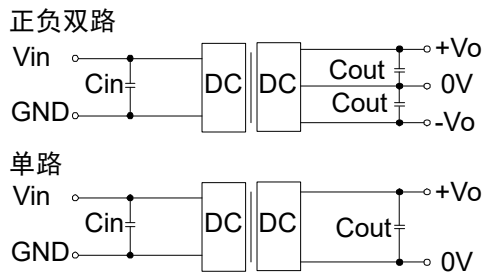 正负双路
Vin Cin DC DC Cout +Vo
Cout 0V
GND -Vo
单路
Vin Cin DC DC Cout +Vo
GND 0V